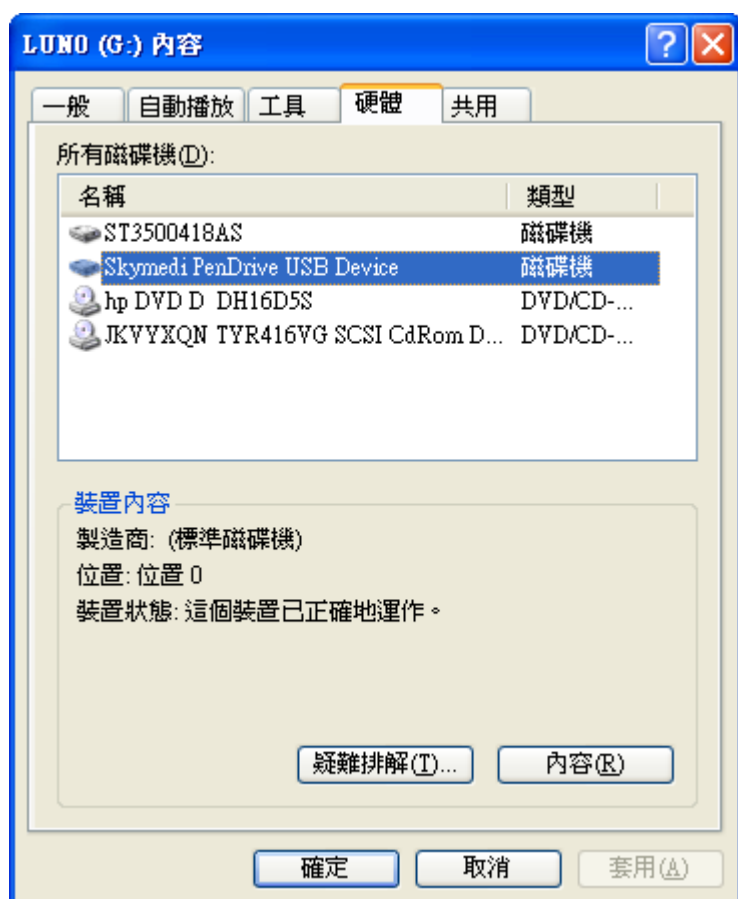 LUNO (G:) 內容
一般 自動播放 工具 硬體 共用
所有磁碟機(D):
名稱 類型
ST3500418AS 磁碟機
Skymedi PenDrive USB Device 磁碟機
hp DVD D DH16D5S DVD/CD-...
JKVYXQN TYR416VG SCSI CdRom D... DVD/CD-...
裝置內容
製造商: (標準磁碟機)
位置: 位置 0
裝置狀態: 這個裝置已正確地運作。
疑難排解(T)... 內容(R)
確定 取消 套用(A)